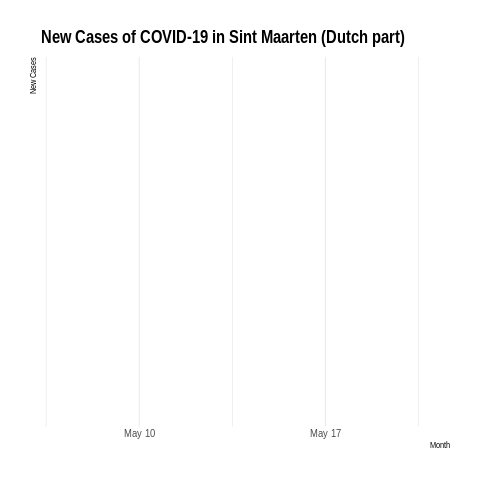 New Cases of COVID-19 in Sint Maarten (Dutch part)
New Cases
May 10
May 17
Month